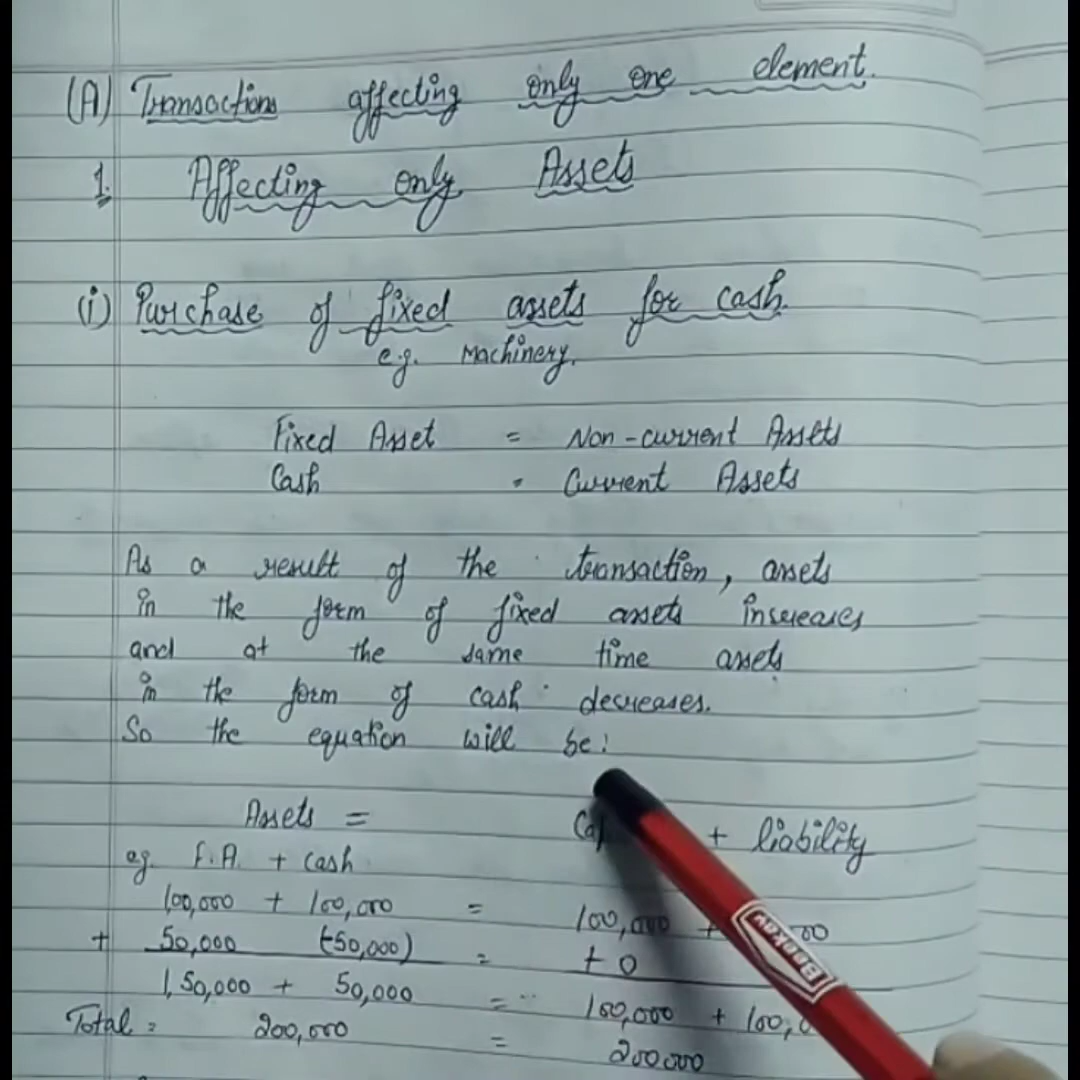 (A) Transactions affecting only one element.
1. Affecting only Assets
(i) Purchase of fixed assets for cash.
e.g. Machinery.
Fixed Asset = Non-current Assets
Cash = Current Assets
As a result of the transaction, assets
in the form of fixed assets increases
and at the same time assets
in the form of cash decreases.
So the equation will be:
Assets = + liability
eg. F.A. + cash
100,000 + 100,000 = 100,000 +
+ 50,000 (-50,000) = + 0
1,50,000 + 50,000 = 100,000 +
Total = 200,000 = 200000